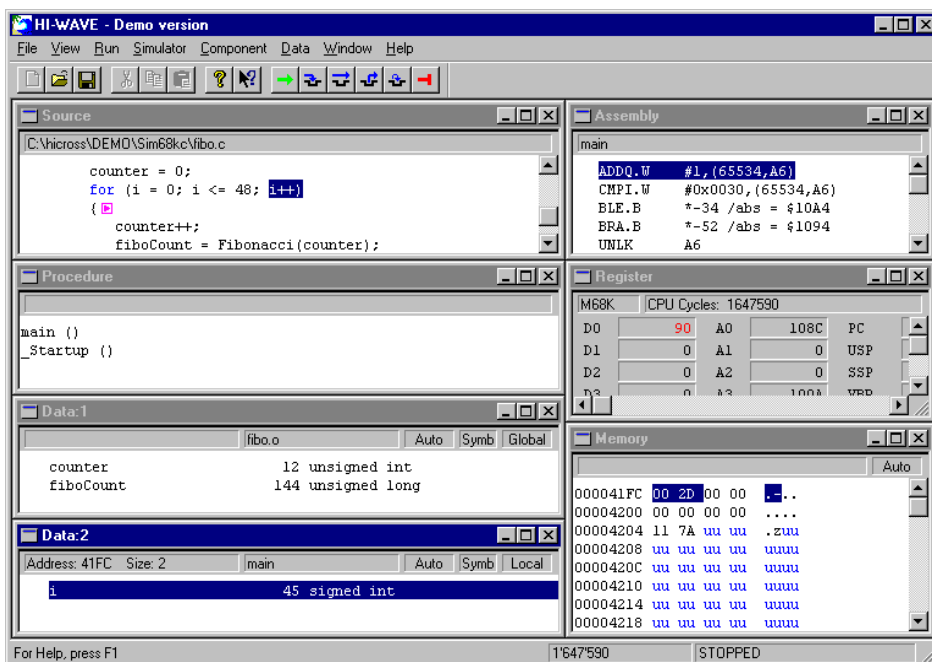 HI-WAVE - Demo version
File View Run Simulator Component Data Window Help
Source
C:\hicross\DEMO\Sim68kc\fibo.c
counter = 0;
for (i = 0; i <= 48; i++)
{
counter++;
fiboCount = Fibonacci(counter);
Assembly
main
ADDQ.W #1,(65534,A6)
CMPI.W #0x0030,(65534,A6)
BLE.B *-34 /abs = $10A4
BRA.B *-52 /abs = $1094
UNLK A6
Procedure
main ()
_Startup ()
Register
M68K CPU Cycles: 1647590
D0 90 A0 108C PC
D1 0 A1 0 USP
D2 0 A2 0 SSP
D3 0 A3 100A VBR
Data:1
fibo.o Auto Symb Global
counter 12 unsigned int
fiboCount 144 unsigned long
Data:2
Address: 41FC Size: 2 main Auto Symb Local
i 45 signed int
Memory
Auto
000041FC 00 2D 00 00 .-..
00004200 00 00 00 00 ....
00004204 11 7A uu uu .zuu
00004208 uu uu uu uu uuuu
0000420C uu uu uu uu uuuu
00004210 uu uu uu uu uuuu
00004214 uu uu uu uu uuuu
00004218 uu uu uu uu uuuu
For Help, press F1 1'647'590 STOPPED